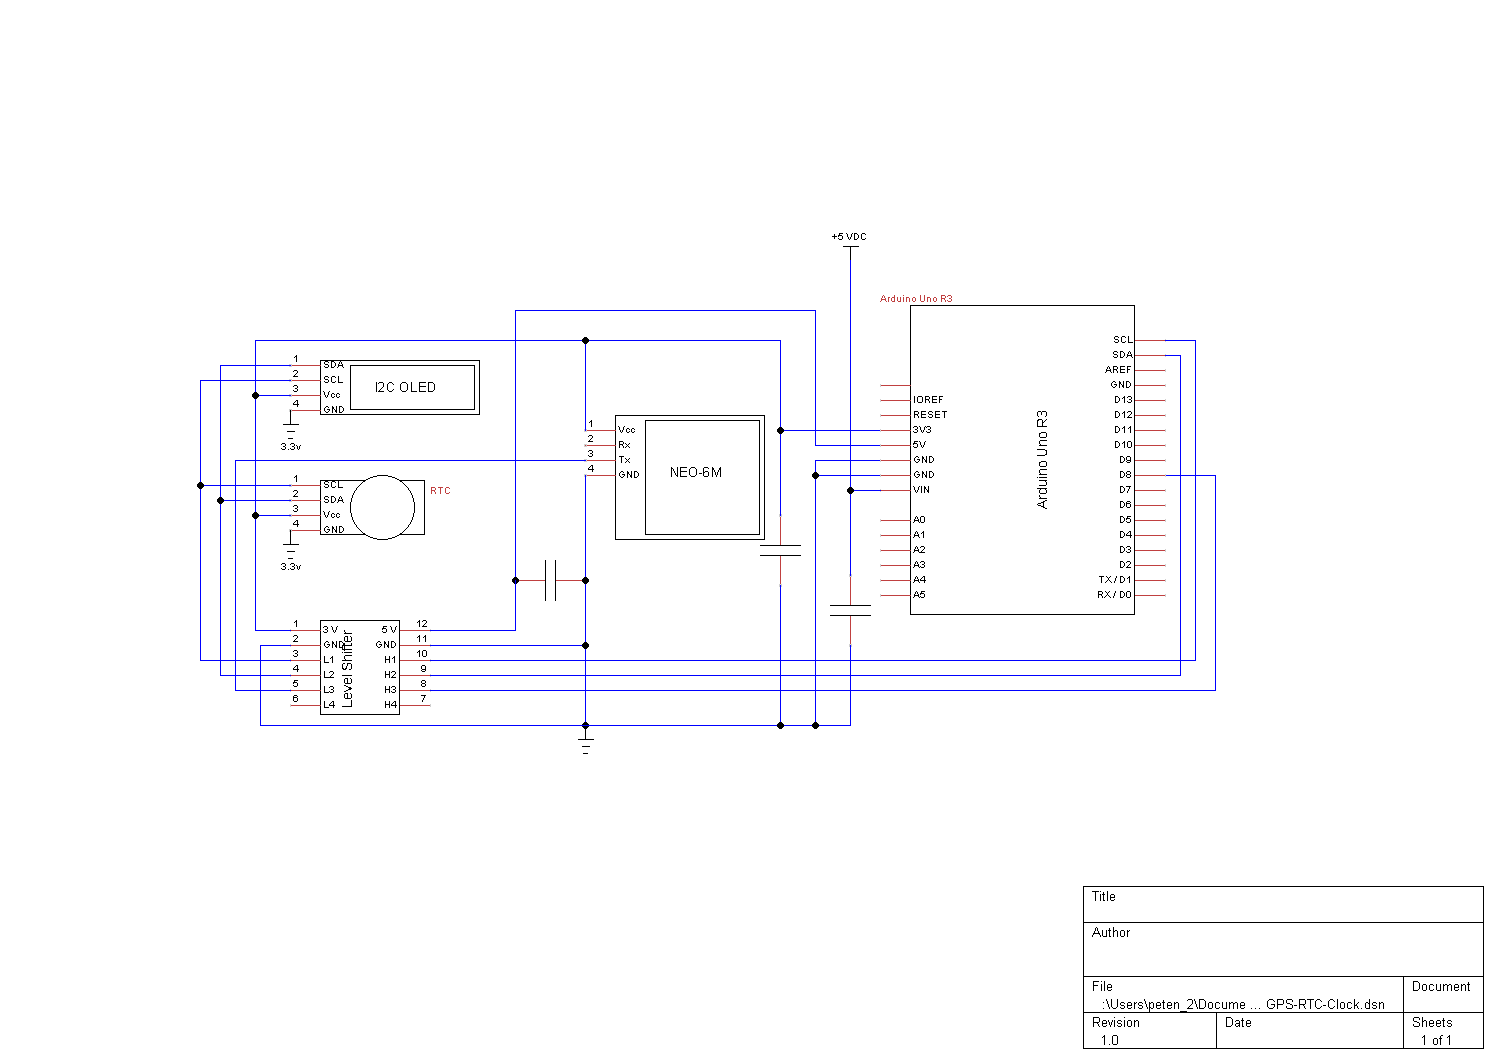 +5 VDC
Arduino Uno R3
SCL
SDA
AREF
GND
D13
D12
D11
D10
D9
D8
D7
D6
D5
D4
D3
D2
TX/D1
RX/D0
IOREF
RESET
3V3
5V
GND
GND
VIN
A0
A1
A2
A3
A4
A5
Arduino Uno R3
1 SDA
2 SCL
3 Vcc
4 GND
I2C OLED
3.3v
1 Vcc
2 Rx
3 Tx
4 GND
NEO-6M
1 SCL
2 SDA
3 Vcc
4 GND
RTC
3.3v
1 3V 5V 12
2 GND GND 11
3 L1 H1 10
4 L2 H2 9
5 L3 H3 8
6 L4 H4 7
Level Shifter
Title
Author
File
:\Users\peten_2\Docume ... GPS-RTC-Clock.dsn
Document
Revision
1.0
Date
Sheets
1 of 1